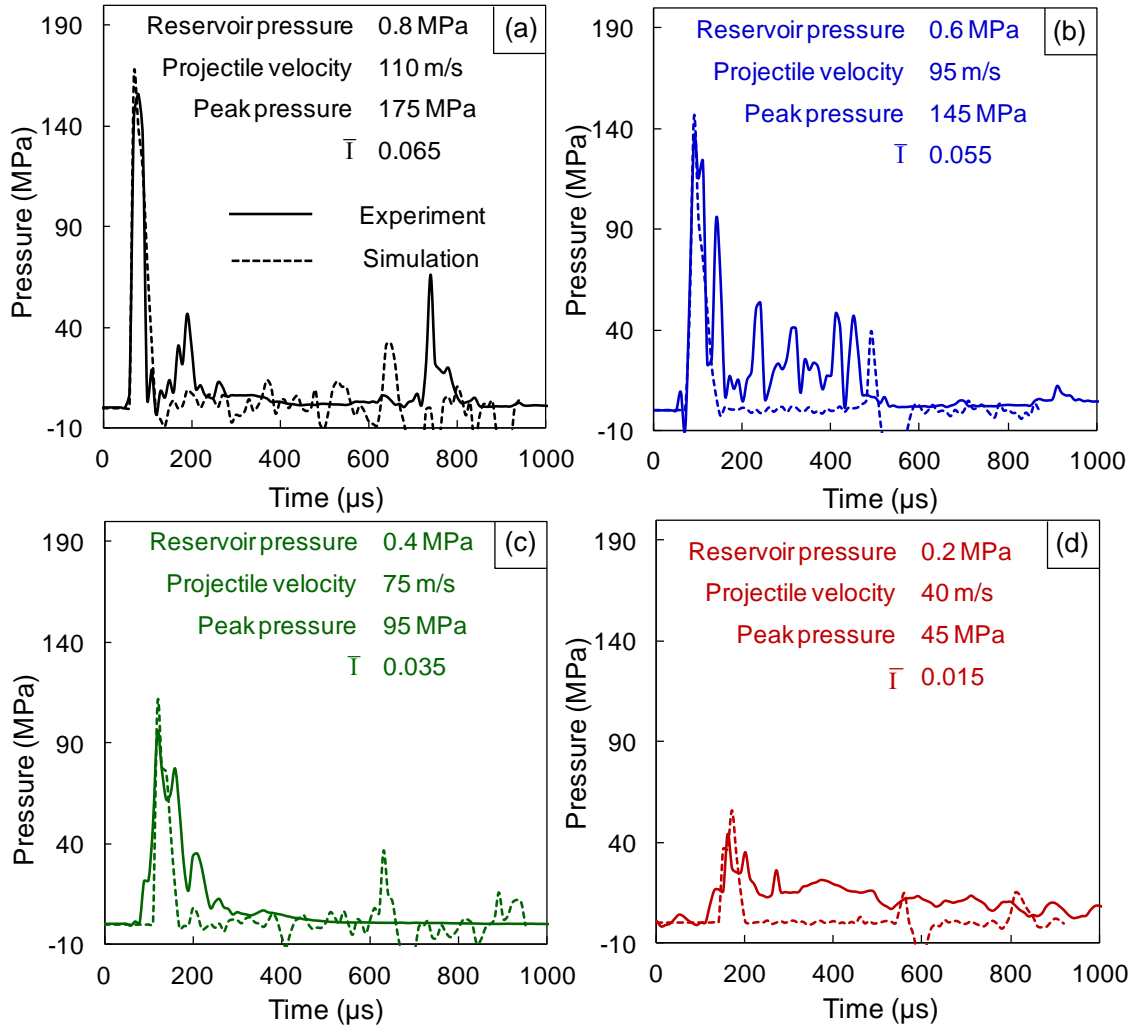 190
140
90
40
-10
Pressure (MPa)
(a)
Reservoir pressure 0.8 MPa
Projectile velocity 110 m/s
Peak pressure 175 MPa
Ī 0.065
Experiment
Simulation
0 200 400 600 800 1000
Time (µs)
190
140
90
40
-10
Pressure (MPa)
(b)
Reservoir pressure 0.6 MPa
Projectile velocity 95 m/s
Peak pressure 145 MPa
Ī 0.055
0 200 400 600 800 1000
Time (µs)
190
140
90
40
-10
Pressure (MPa)
(c)
Reservoir pressure 0.4 MPa
Projectile velocity 75 m/s
Peak pressure 95 MPa
Ī 0.035
0 200 400 600 800 1000
Time (µs)
190
140
90
40
-10
Pressure (MPa)
(d)
Reservoir pressure 0.2 MPa
Projectile velocity 40 m/s
Peak pressure 45 MPa
Ī 0.015
0 200 400 600 800 1000
Time (µs)